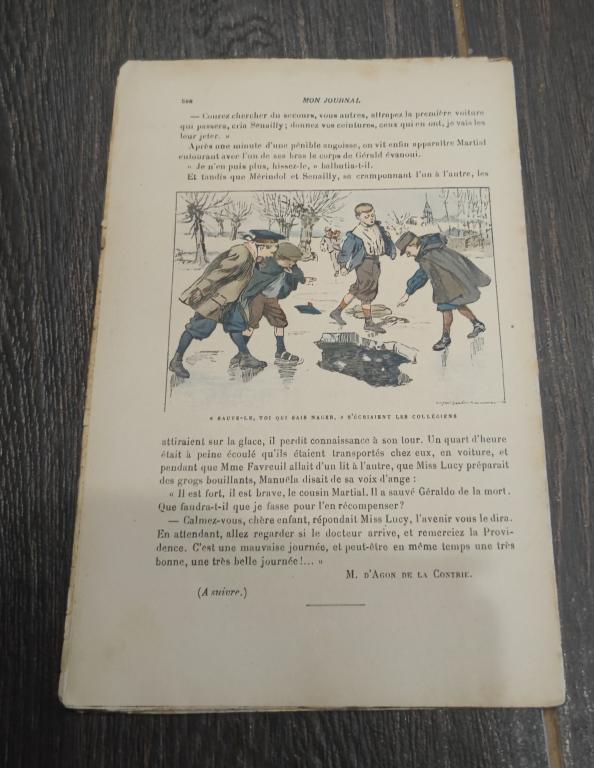 MON JOURNAL
— Courez chercher du secours, vous autres, attrapez la première voiture
qui passera, cria Senailly; donnez vos ceintures, ceux qui en ont, je vais les
leur jeter. »
Après une minute d'une pénible angoisse, on vit enfin apparaître Martial
entourant avec l'un de ses bras le corps de Gérald évanoui.
« Je n'en puis plus, hissez-le, » balbutia-t-il.
Et tandis que Mérindol et Senailly, se cramponnant l'un à l'autre, les
« SAUVE-LE, TOI QUI SAIS NAGER, » S'ÉCRIAIENT LES COLLÉGIENS
attiraient sur la glace, il perdit connaissance à son tour. Un quart d'heure
était à peine écoulé qu'ils étaient transportés chez eux, en voiture, et
pendant que Mme Favreuil allait d'un lit à l'autre, que Miss Lucy préparait
des grogs bouillants, Manuëla disait de sa voix d'ange :
« Il est fort, il est brave, le cousin Martial. Il a sauvé Géraldo de la mort.
Que faudra-t-il que je fasse pour l'en récompenser?
— Calmez-vous, chère enfant, répondait Miss Lucy, l'avenir vous le dira.
En attendant, allez regarder si le docteur arrive, et remerciez la Provi-
dence. C'est une mauvaise journée, et peut-être en même temps une très
bonne, une très belle journée!... »
M. D'AGON DE LA CONTRIE.
(A suivre.)